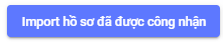 Import hồ sơ đã được công nhận